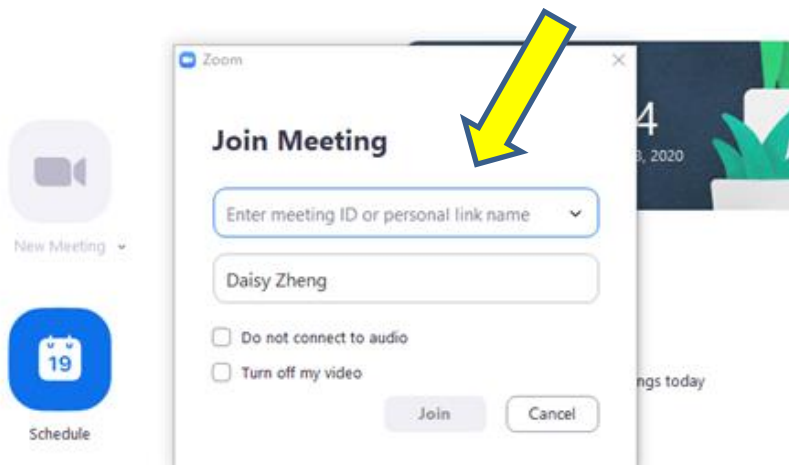 Zoom
4
3, 2020
Join Meeting
Enter meeting ID or personal link name
New Meeting
Daisy Zheng
Do not connect to audio
19
Turn off my video
ngs today
Join
Cancel
Schedule